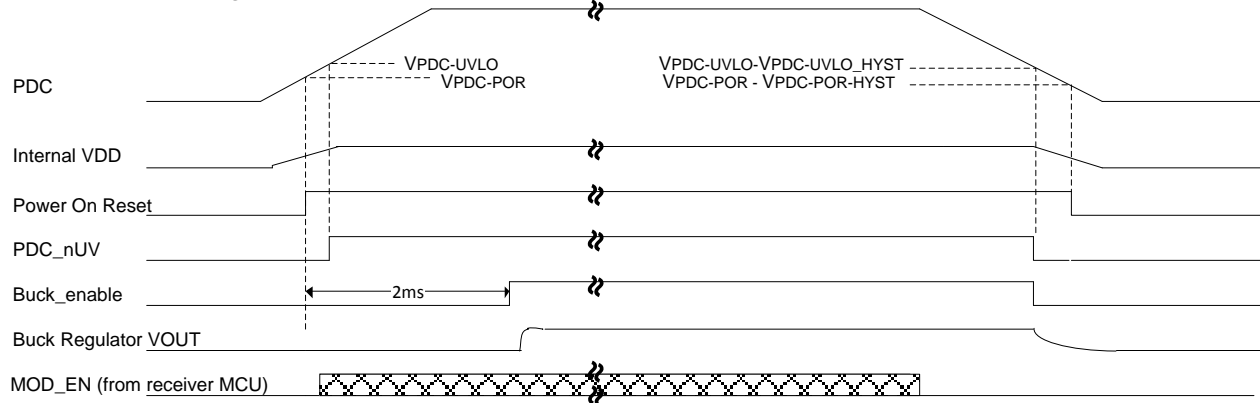 VPDC-UVLO VPDC-UVLO-VPDC-UVLO_HYST
PDC VPDC-POR VPDC-POR - VPDC-POR-HYST
Internal VDD
Power On Reset
PDC_nUV
Buck_enable 2ms
Buck Regulator VOUT
MOD_EN (from receiver MCU)